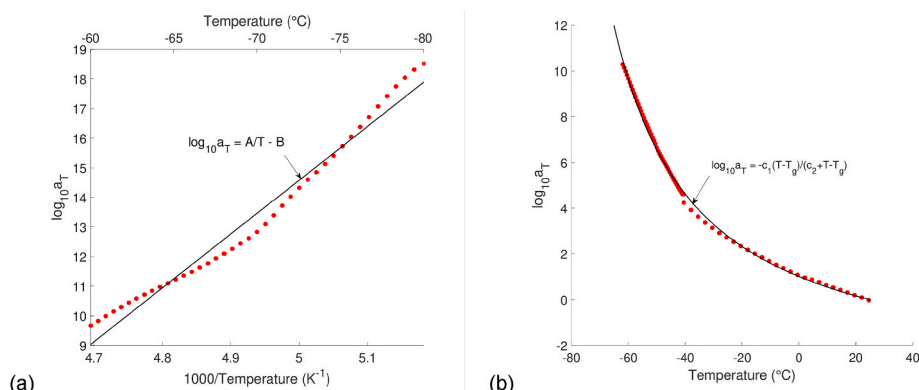 Temperature (°C)
-60 -65 -70 -75 -80
19
18
17
16
15
14
13
12
11
10
9
log₁₀a_T
log₁₀a_T = A/T - B
4.7 4.8 4.9 5 5.1
1000/Temperature (K⁻¹)
(a)
12
10
8
6
4
2
0
-2
log₁₀a_T
log₁₀a_T = -c₁(T-T_g)/(c₂+T-T_g)
-80 -60 -40 -20 0 20 40
Temperature (°C)
(b)